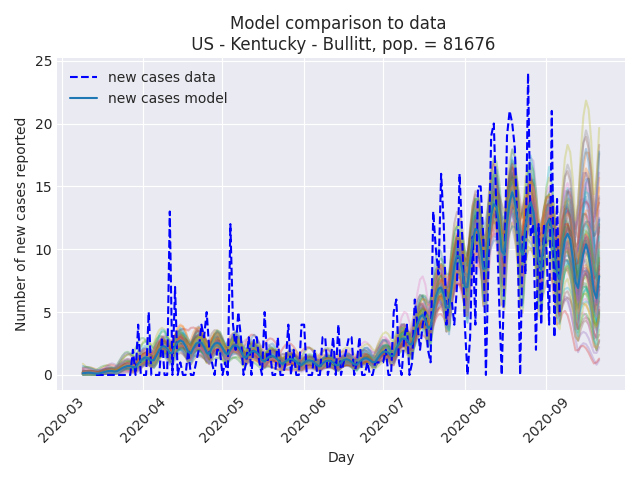 Model comparison to data
US - Kentucky - Bullitt, pop. = 81676
new cases data
new cases model
Number of new cases reported
25
20
15
10
5
0
2020-03
2020-04
2020-05
2020-06
2020-07
2020-08
2020-09
Day